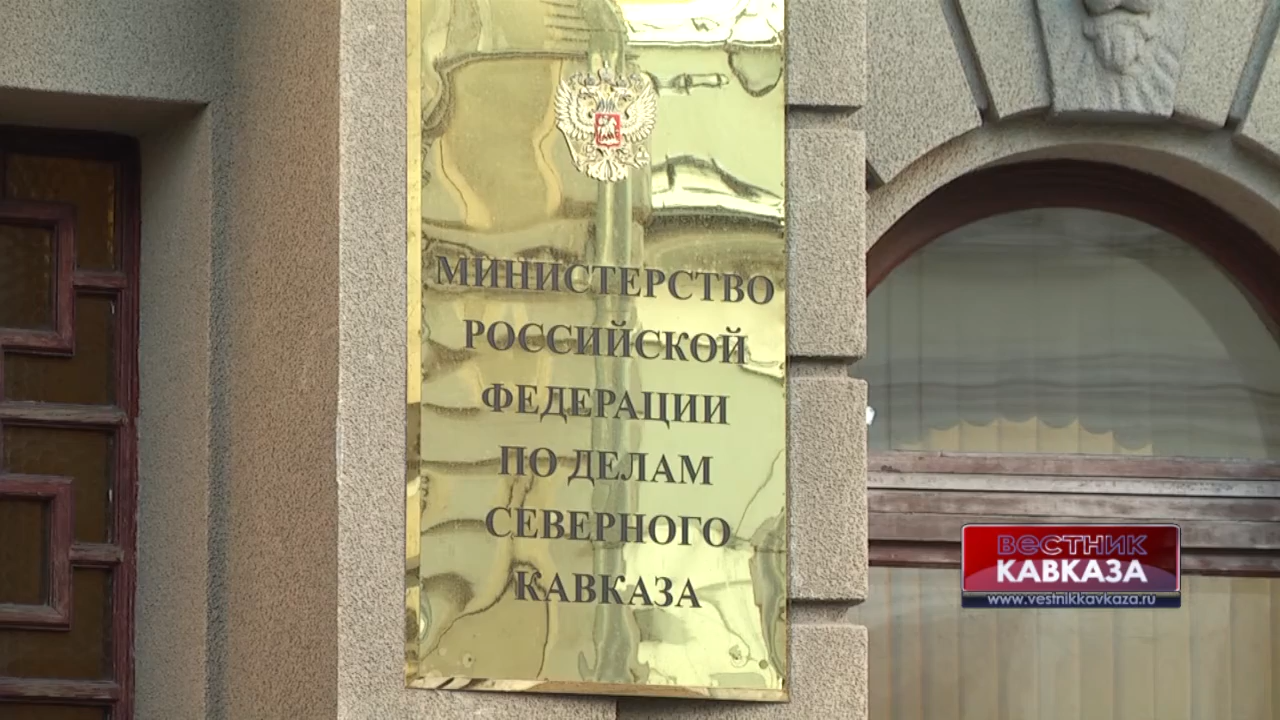 МИНИСТЕРСТВО
РОССИЙСКОЙ
ФЕДЕРАЦИИ
ПО ДЕЛАМ
СЕВЕРНОГО
КАВКАЗА
ВЕСТНИК
КАВКАЗА
www.vestnikkavkaza.ru